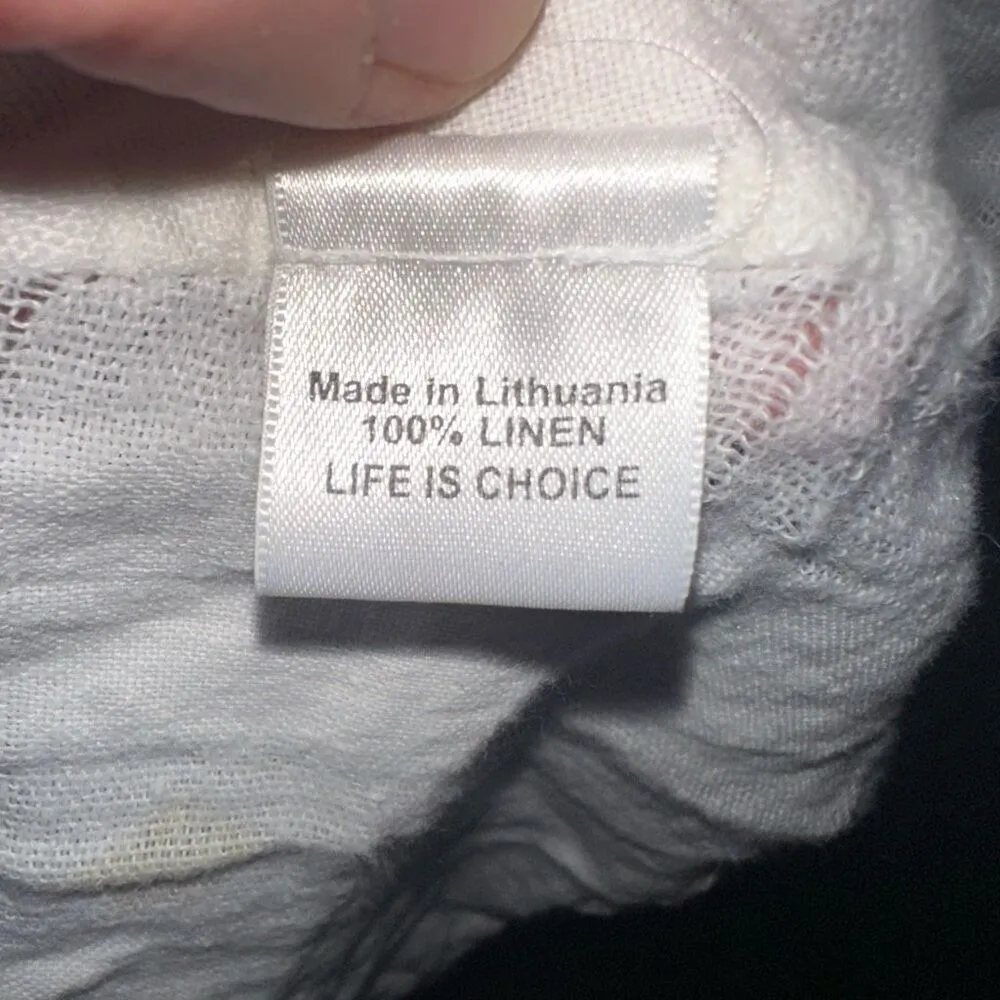 Made in Lithuania
100% LINEN
LIFE IS CHOICE